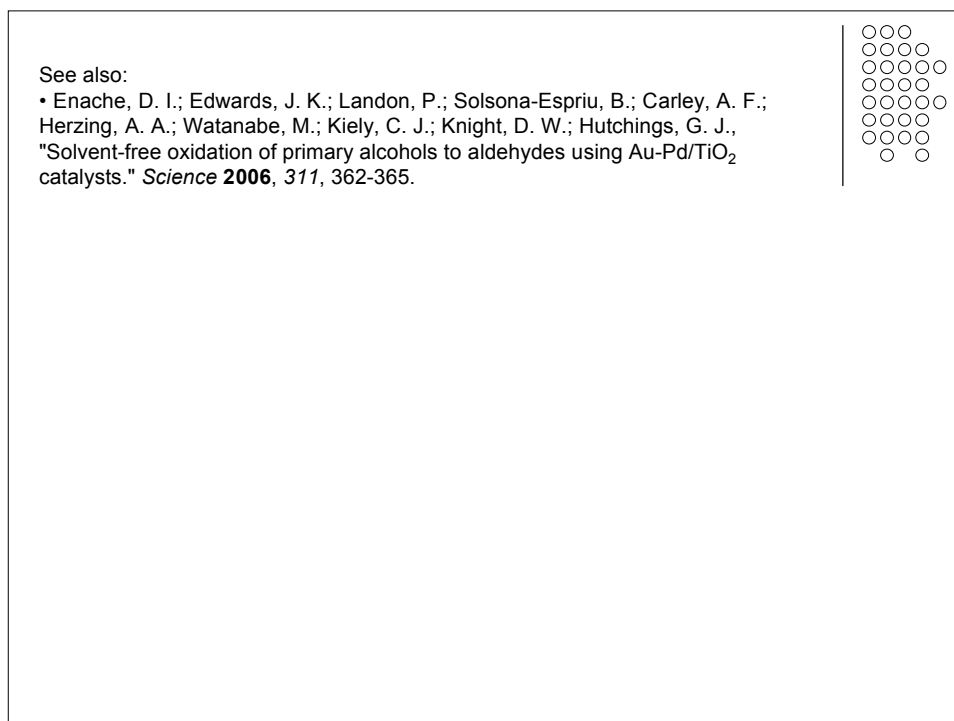 See also:
• Enache, D. I.; Edwards, J. K.; Landon, P.; Solsona-Espriu, B.; Carley, A. F.;
Herzing, A. A.; Watanabe, M.; Kiely, C. J.; Knight, D. W.; Hutchings, G. J.,
"Solvent-free oxidation of primary alcohols to aldehydes using Au-Pd/TiO₂
catalysts." Science 2006, 311, 362-365.